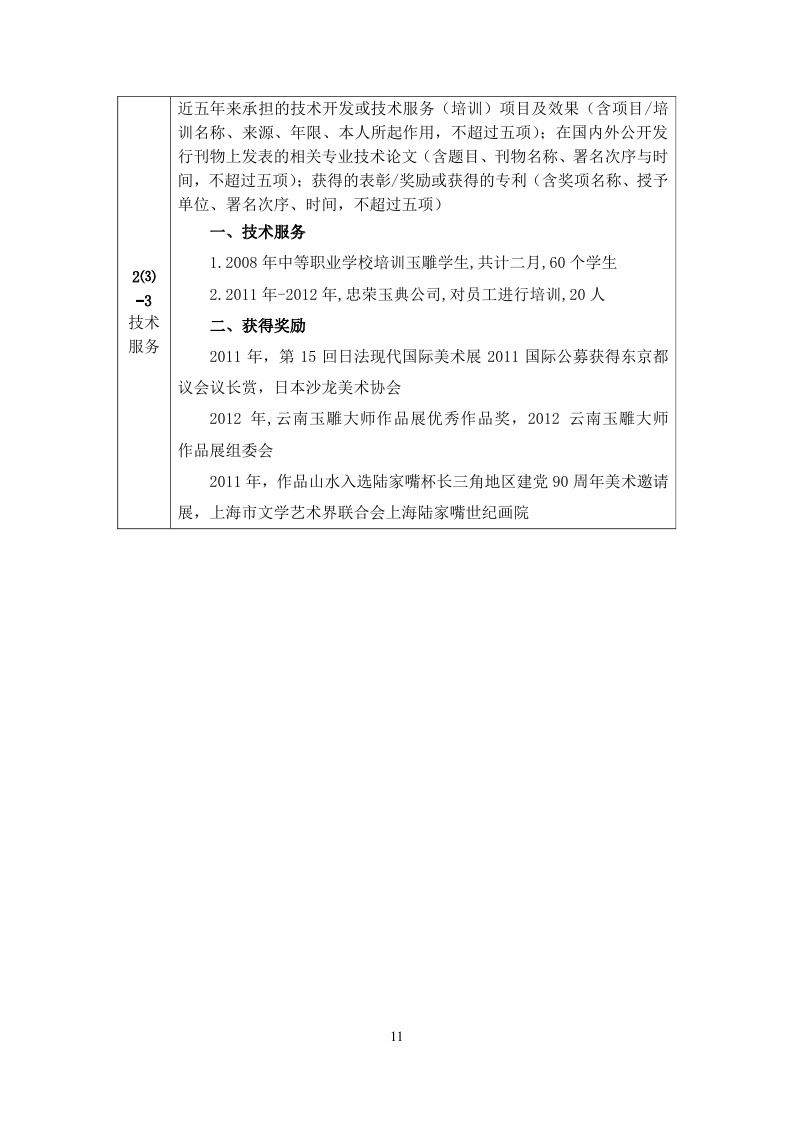 近五年来承担的技术开发或技术服务（培训）项目及效果（含项目/培
训名称、来源、年限、本人所起作用，不超过五项）；在国内外公开发
行刊物上发表的相关专业技术论文（含题目、刊物名称、署名次序与时
间，不超过五项）；获得的表彰/奖励或获得的专利（含奖项名称、授予
单位、署名次序、时间，不超过五项）
一、技术服务
1.2008 年中等职业学校培训玉雕学生,共计二月,60 个学生
2.2011 年-2012 年,忠荣玉典公司,对员工进行培训,20 人
二、获得奖励
2011 年，第 15 回日法现代国际美术展 2011 国际公募获得东京都
议会议长赏，日本沙龙美术协会
2012 年,云南玉雕大师作品展优秀作品奖，2012 云南玉雕大师
作品展组委会
2011 年，作品山水入选陆家嘴杯长三角地区建党 90 周年美术邀请
展，上海市文学艺术界联合会上海陆家嘴世纪画院
2⑶
-3
技术
服务
11